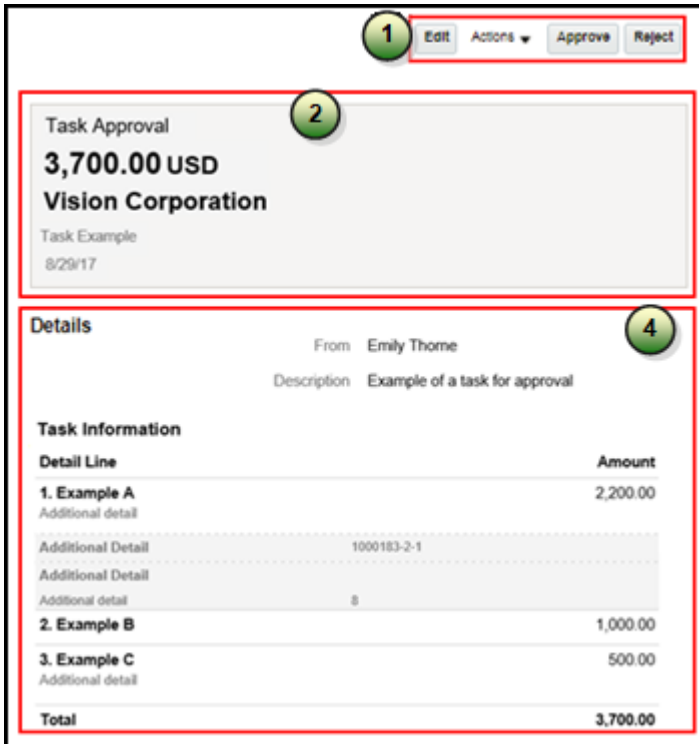 1 Edit Actions Approve Reject
2
Task Approval
3,700.00 USD
Vision Corporation
Task Example
8/29/17
4
Details
From Emily Thorne
Description Example of a task for approval
Task Information
Detail Line Amount
1. Example A 2,200.00
Additional detail
Additional Detail 1000183-2-1
Additional Detail
Additional detail 8
2. Example B 1,000.00
3. Example C 500.00
Additional detail
Total 3,700.00